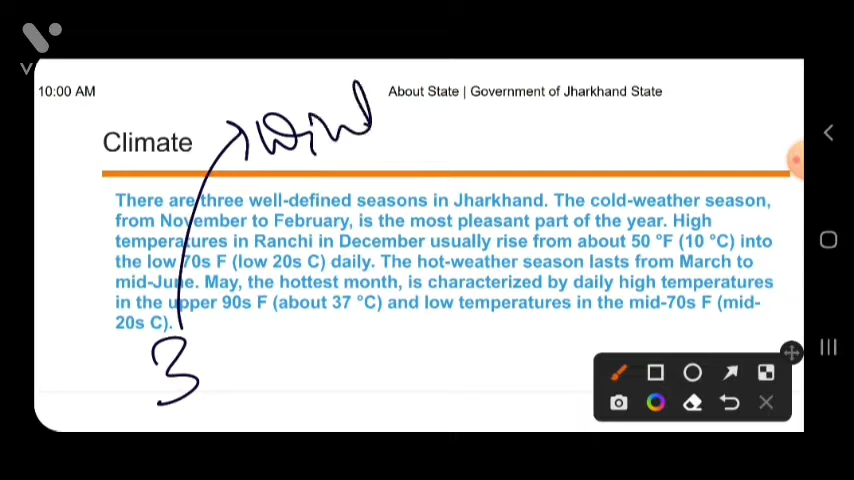 10:00 AM
About State | Government of Jharkhand State
Climate
There are three well-defined seasons in Jharkhand. The cold-weather season,
from November to February, is the most pleasant part of the year. High
temperatures in Ranchi in December usually rise from about 50 °F (10 °C) into
the low 70s F (low 20s C) daily. The hot-weather season lasts from March to
mid-June. May, the hottest month, is characterized by daily high temperatures
in the upper 90s F (about 37 °C) and low temperatures in the mid-70s F (mid-
20s C).
3